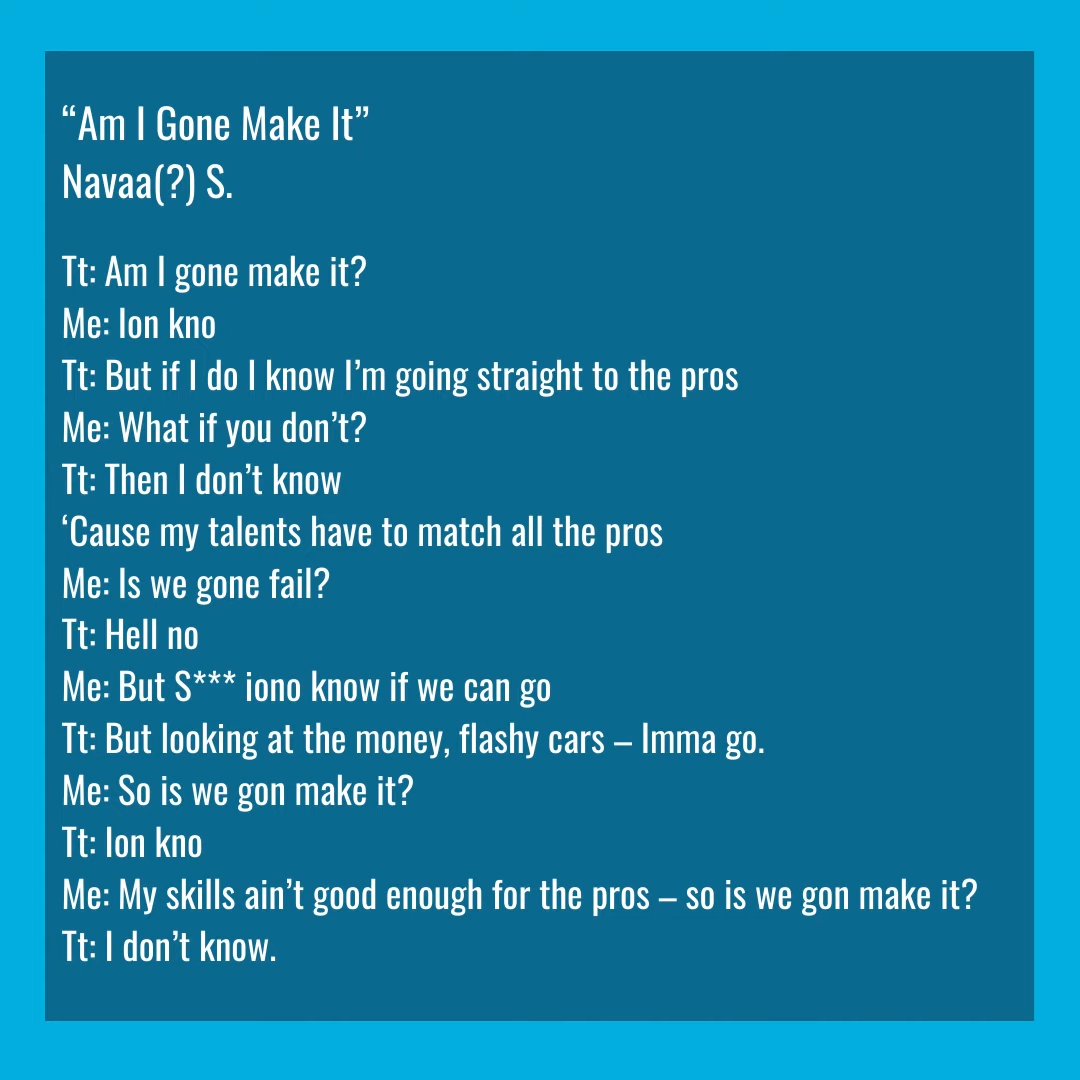 “Am I Gone Make It”
Navaa(?) S.
Tt: Am I gone make it?
Me: Ion kno
Tt: But if I do I know I’m going straight to the pros
Me: What if you don’t?
Tt: Then I don’t know
‘Cause my talents have to match all the pros
Me: Is we gone fail?
Tt: Hell no
Me: But S*** iono know if we can go
Tt: But looking at the money, flashy cars – Imma go.
Me: So is we gon make it?
Tt: Ion kno
Me: My skills ain’t good enough for the pros – so is we gon make it?
Tt: I don’t know.